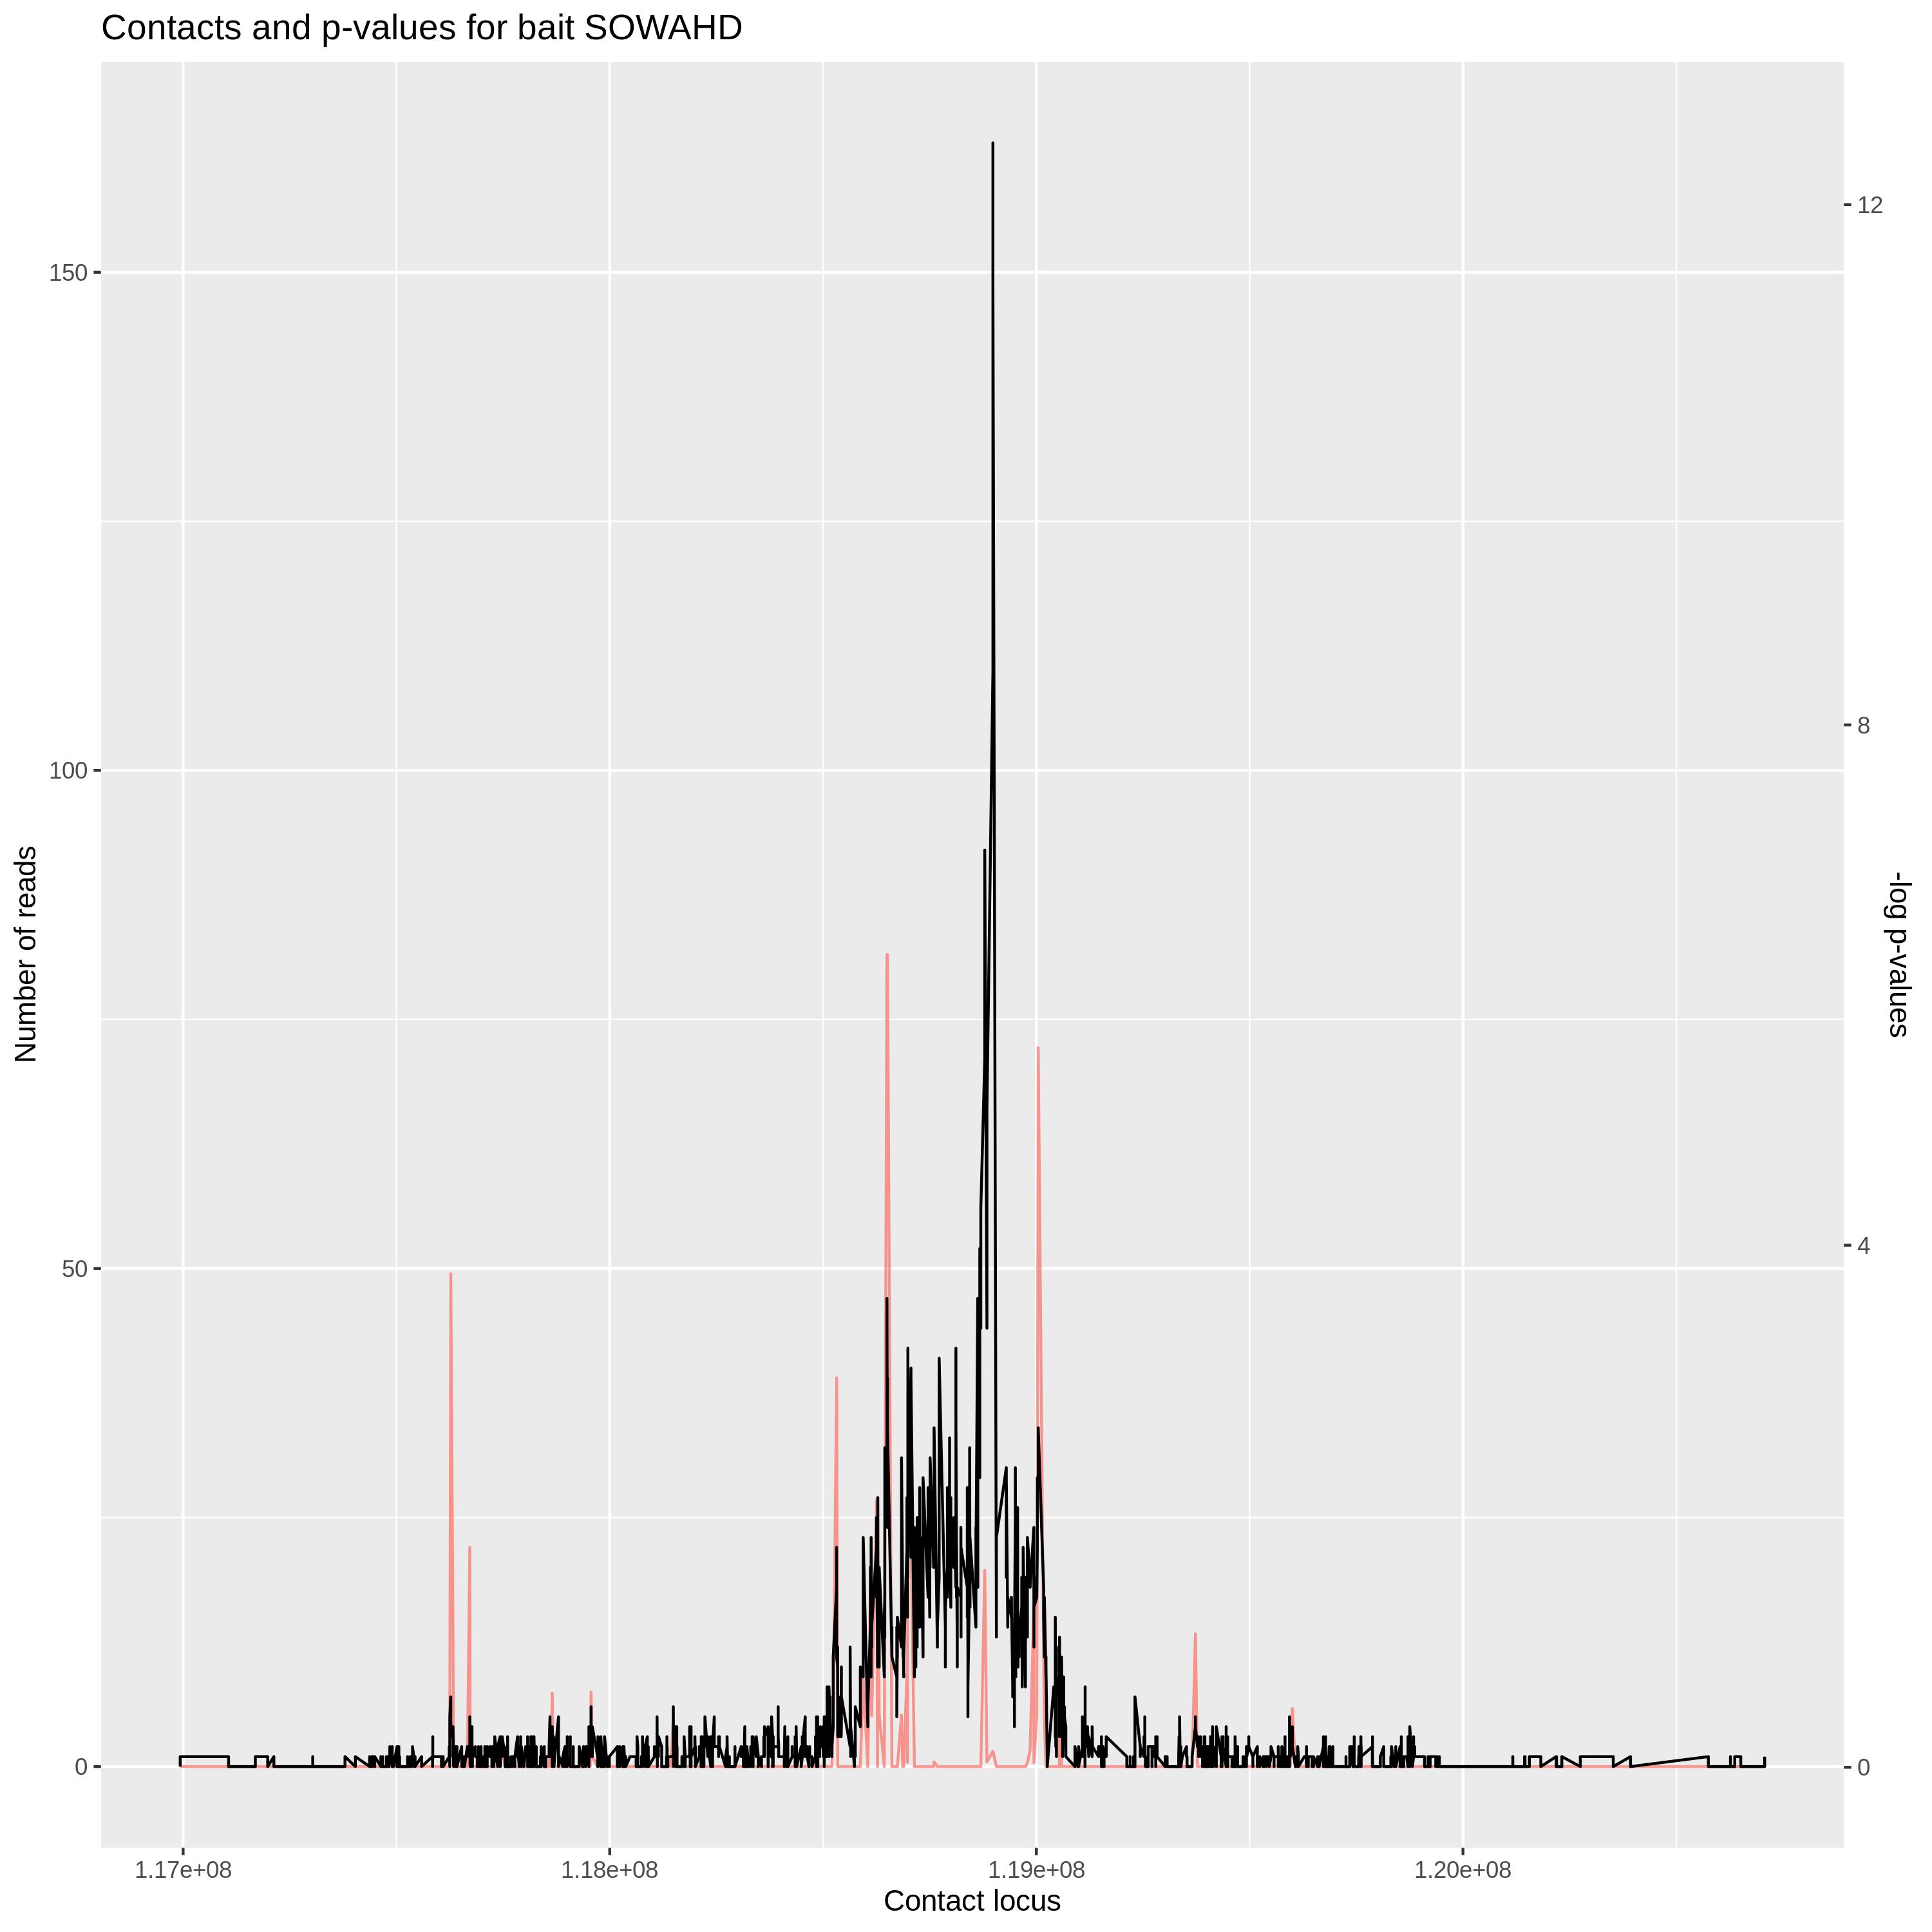 Contacts and p-values for bait SOWAHD
150
100
50
0
Number of reads
12
8
4
0
-log p-values
1.17e+08
1.18e+08
1.19e+08
1.20e+08
Contact locus